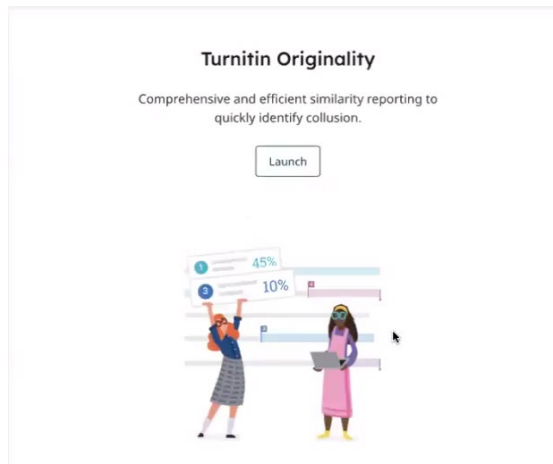 Turnitin Originality
Comprehensive and efficient similarity reporting to
quickly identify collusion.
Launch
1 45%
3 10%